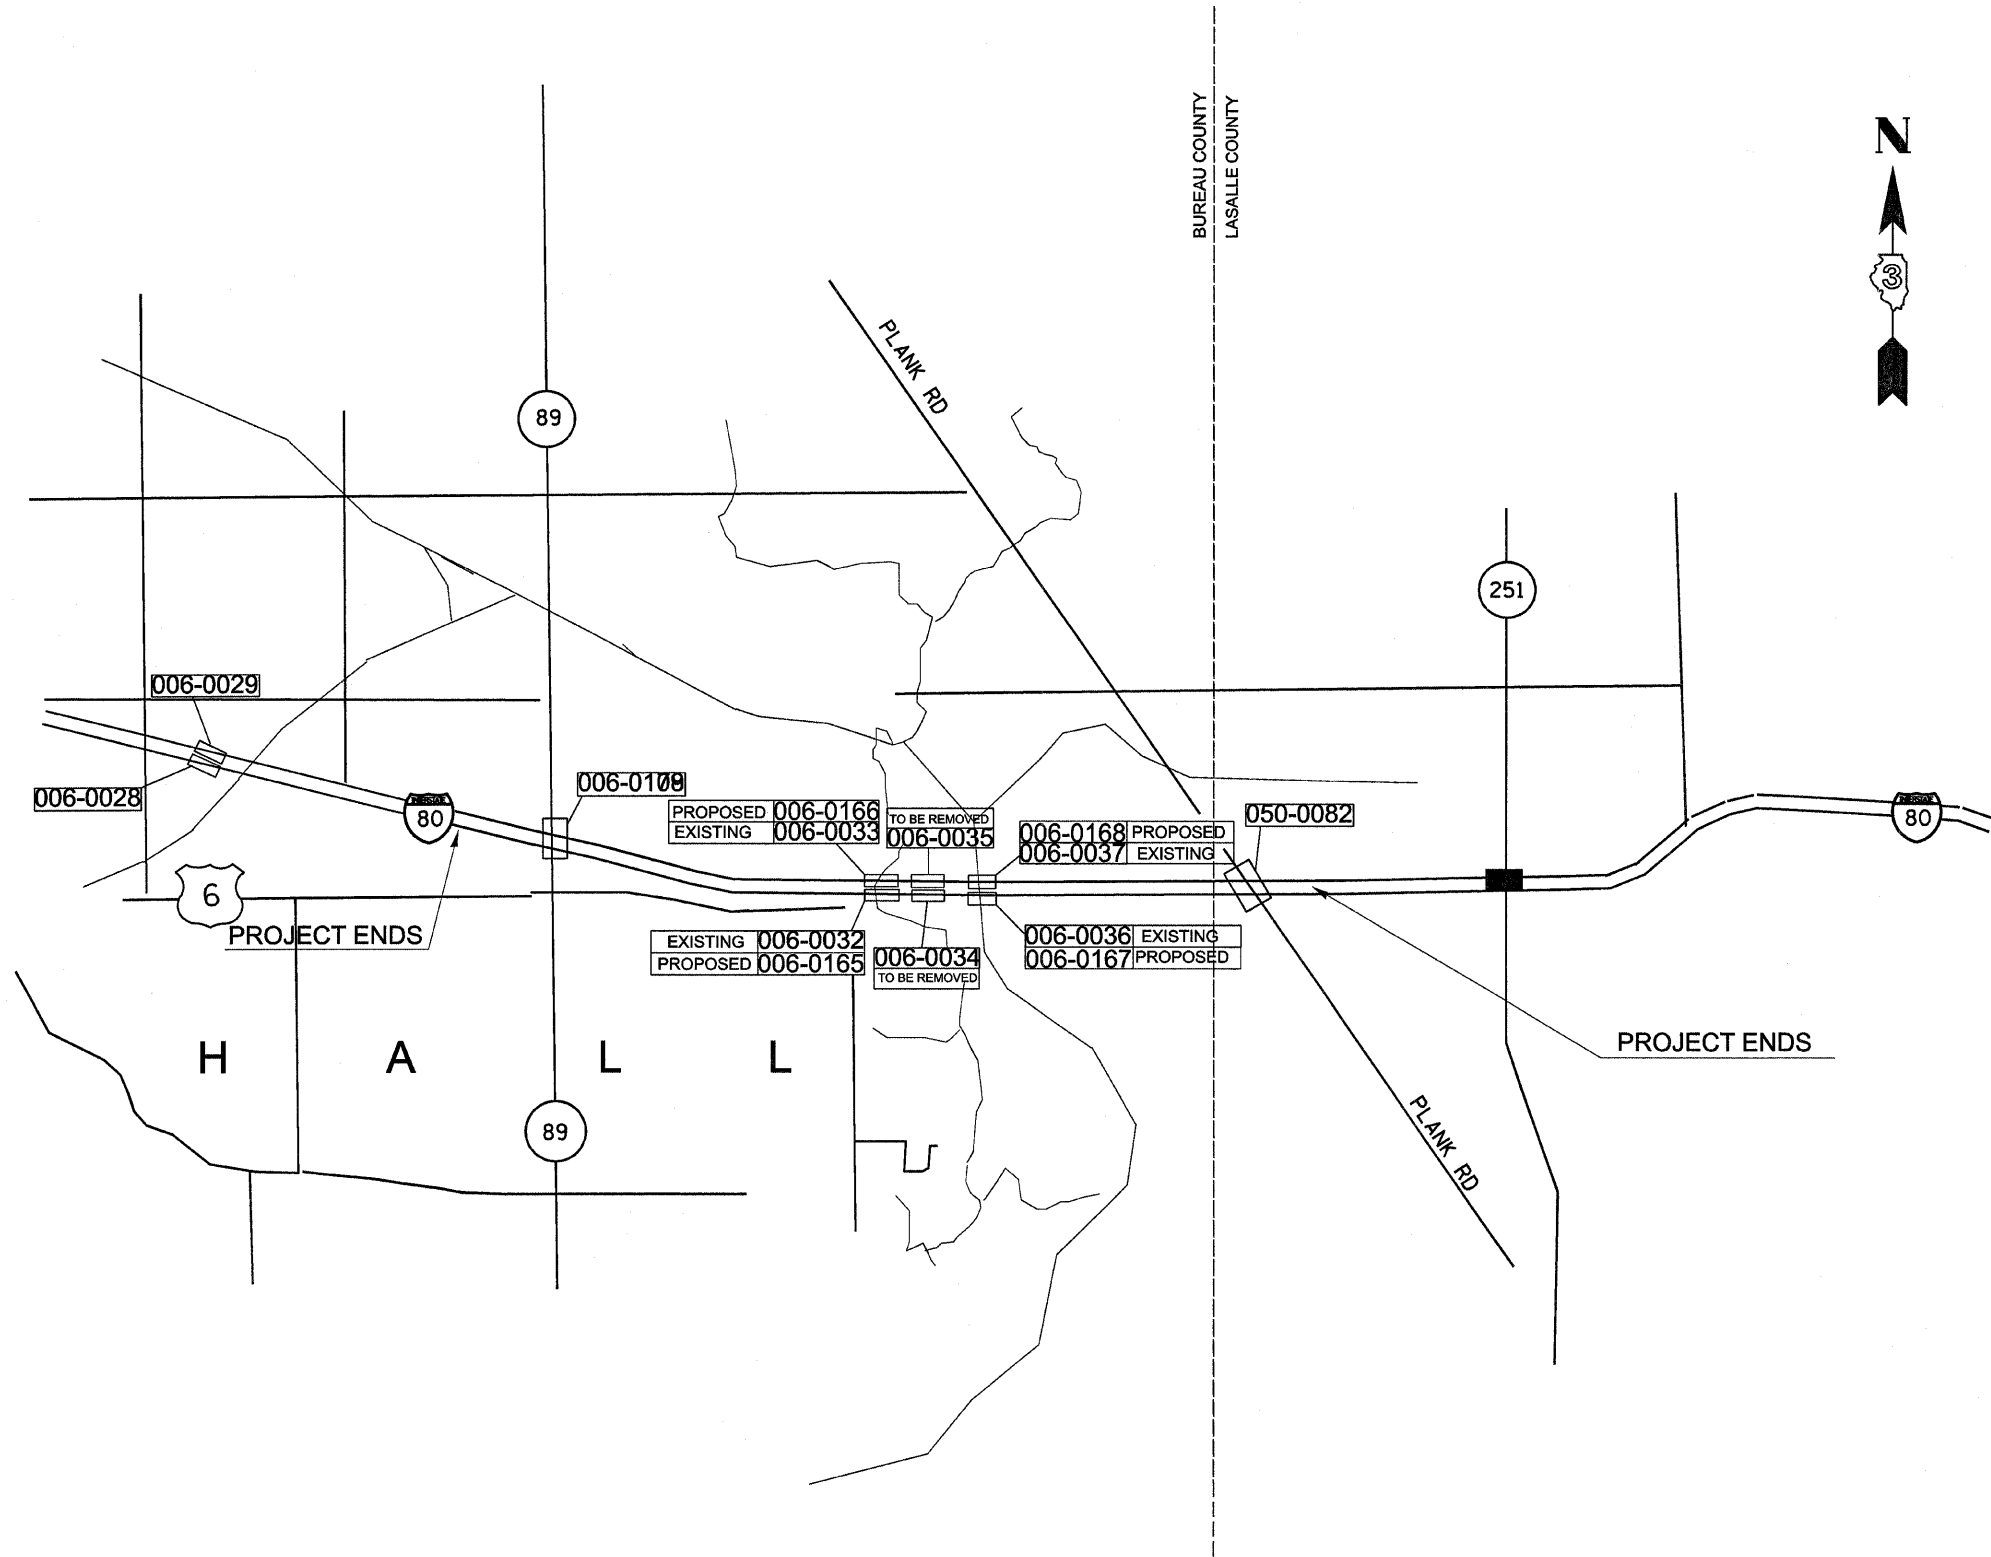 BUREAU COUNTY
LASALLE COUNTY
N
3
PLANK RD
89
251
006-0029
006-0028
80
PROPOSED 006-0166
EXISTING 006-0033
TO BE REMOVED
006-0035
006-0168 PROPOSED
006-0037 EXISTING
050-0082
80
6
PROJECT ENDS
EXISTING 006-0032
PROPOSED 006-0165
006-0034
TO BE REMOVED
006-0036 EXISTING
006-0167 PROPOSED
PROJECT ENDS
H A L L
89
PLANK RD